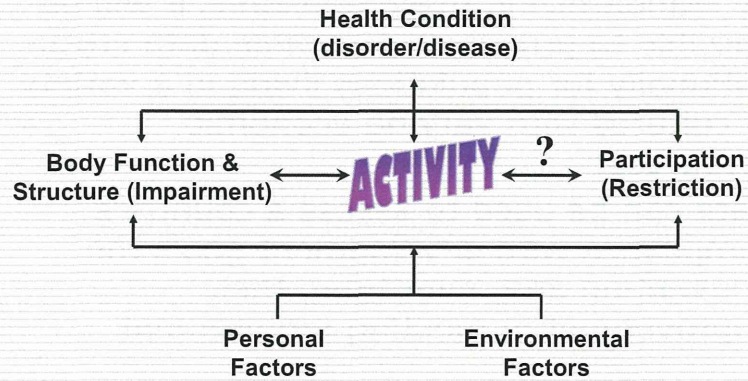 Health Condition
(disorder/disease)
Body Function &
Structure (Impairment)
ACTIVITY
?
Participation
(Restriction)
Personal
Factors
Environmental
Factors